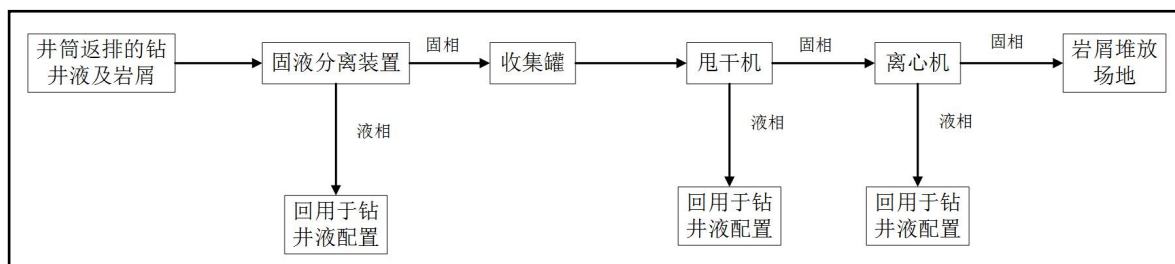 井筒返排的钻
井液及岩屑
固液分离装置
固相
收集罐
甩干机
固相
离心机
固相
岩屑堆放
场地
液相
液相
液相
回用于钻
井液配置
回用于钻
井液配置
回用于钻
井液配置